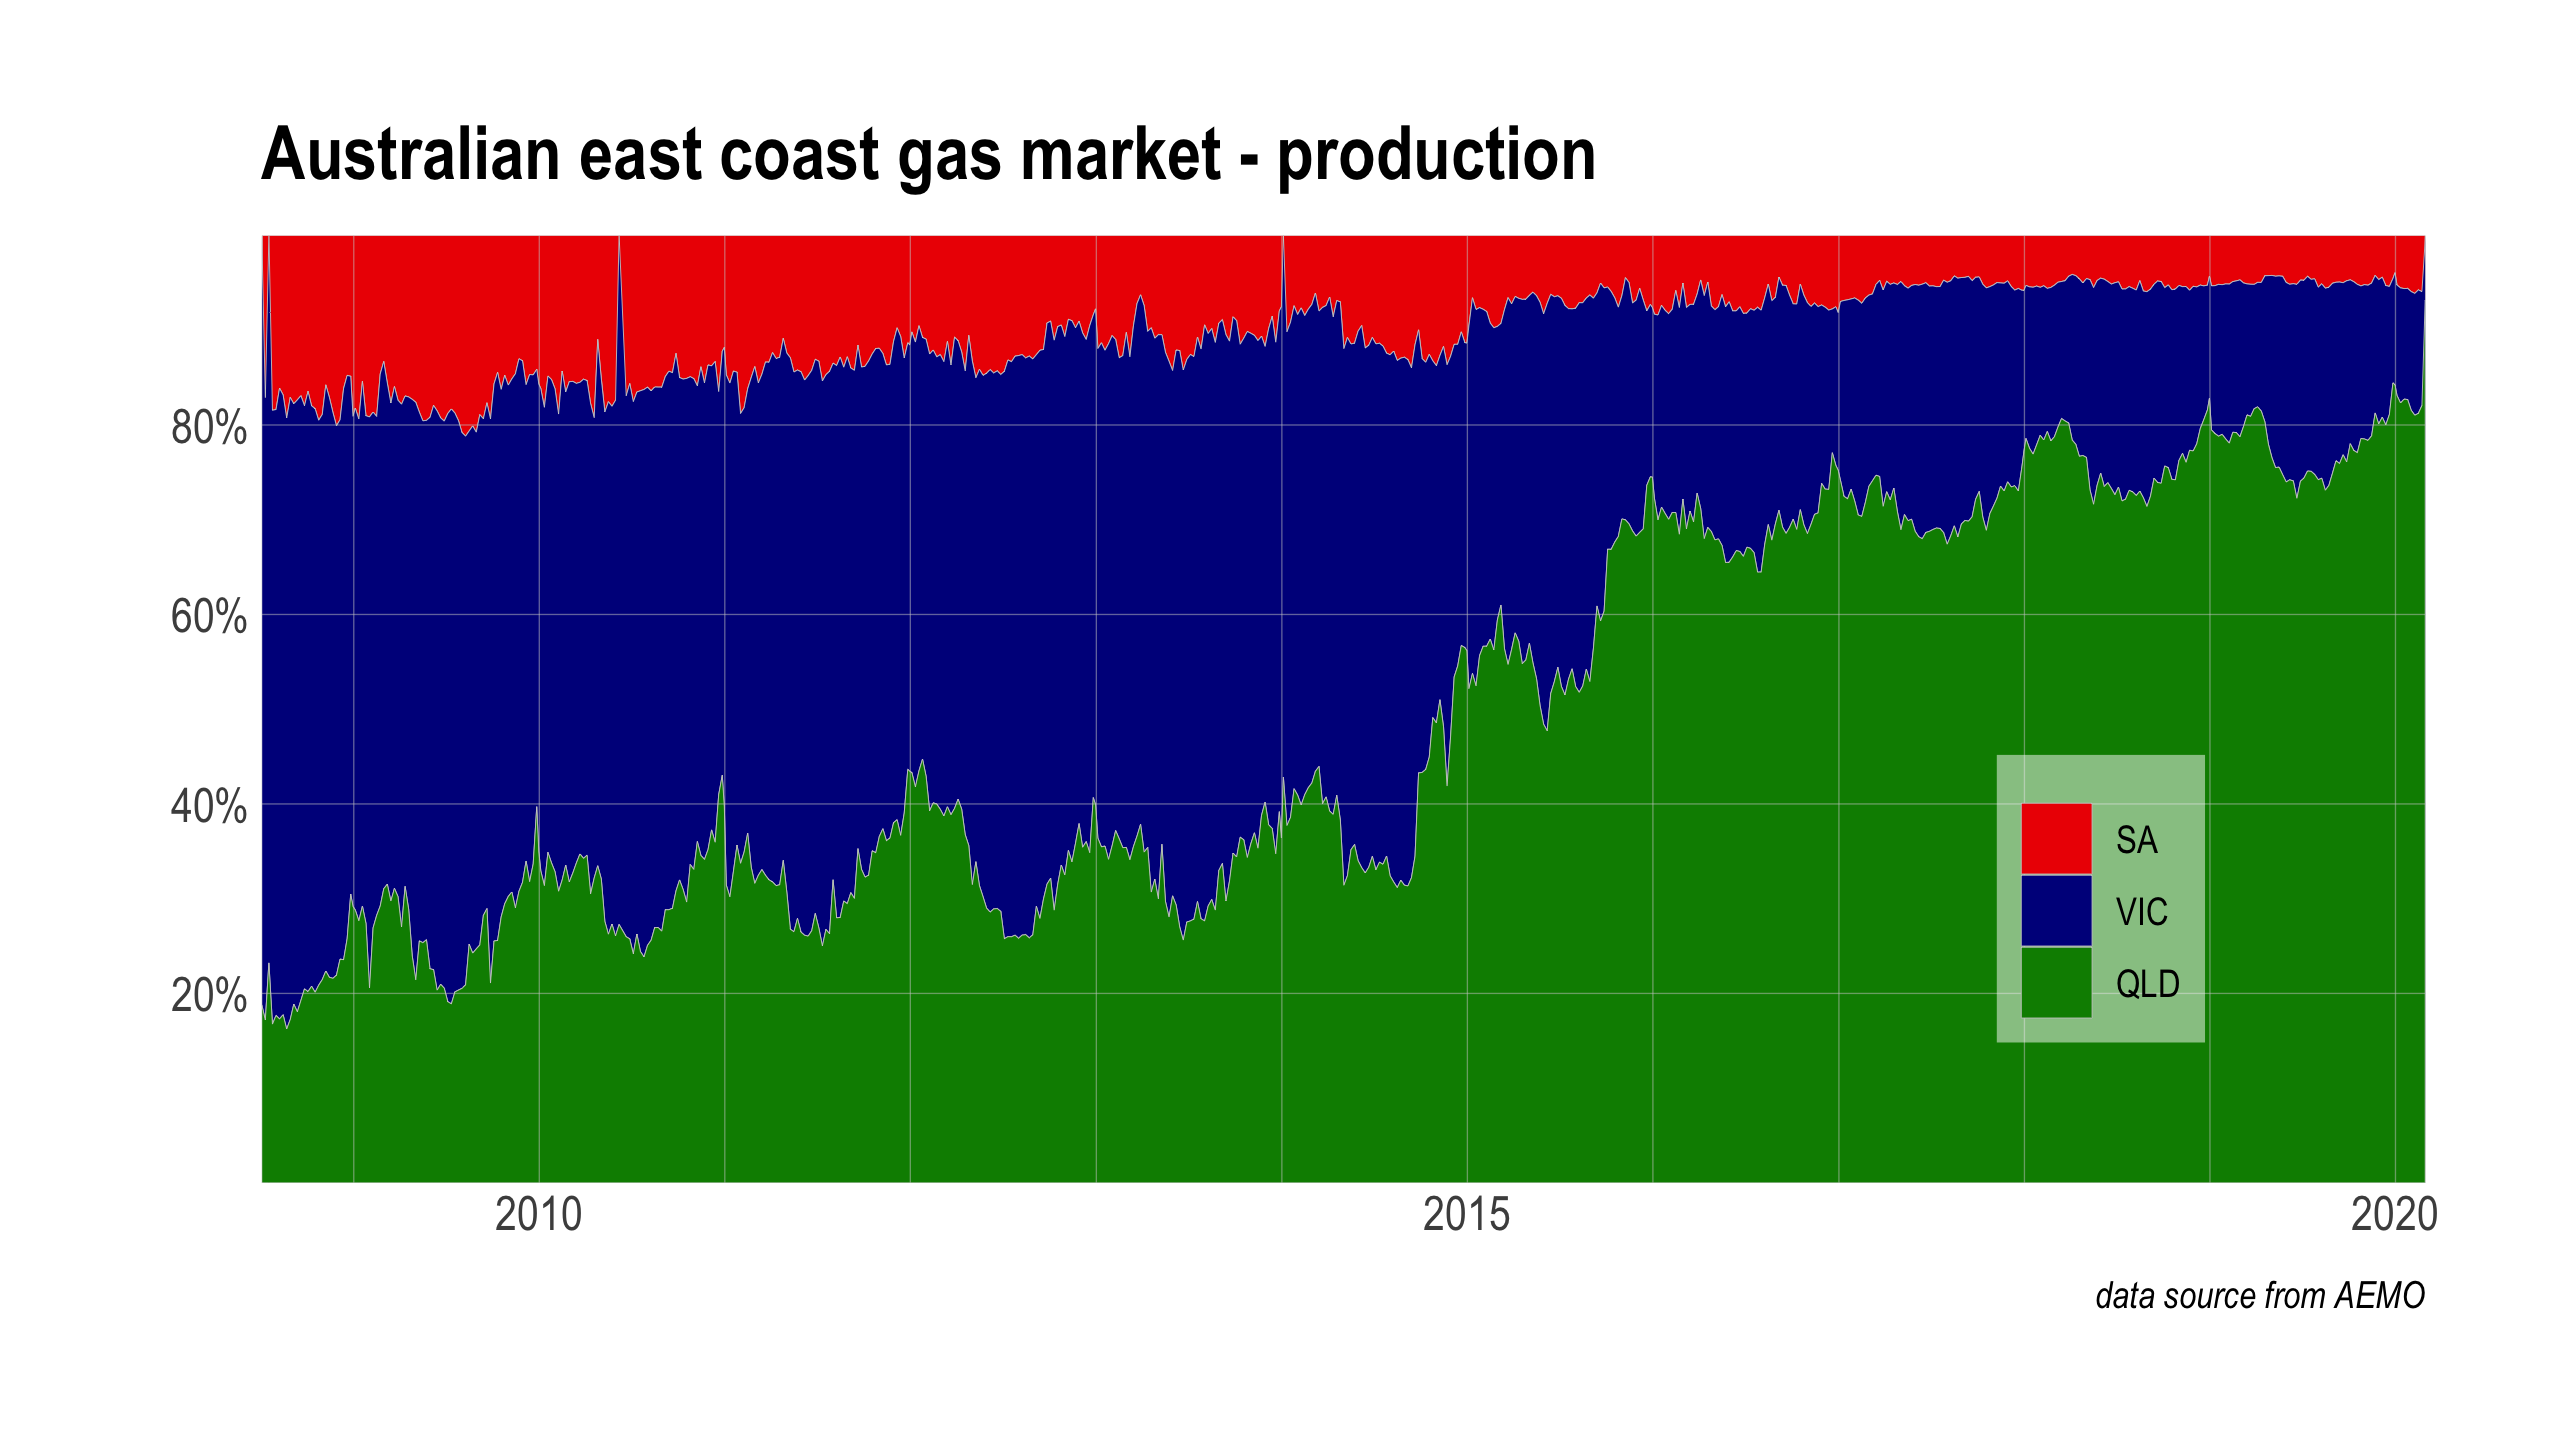 Australian east coast gas market - production
80%
60%
40%
20%
SA
VIC
QLD
2010 2015 2020
data source from AEMO